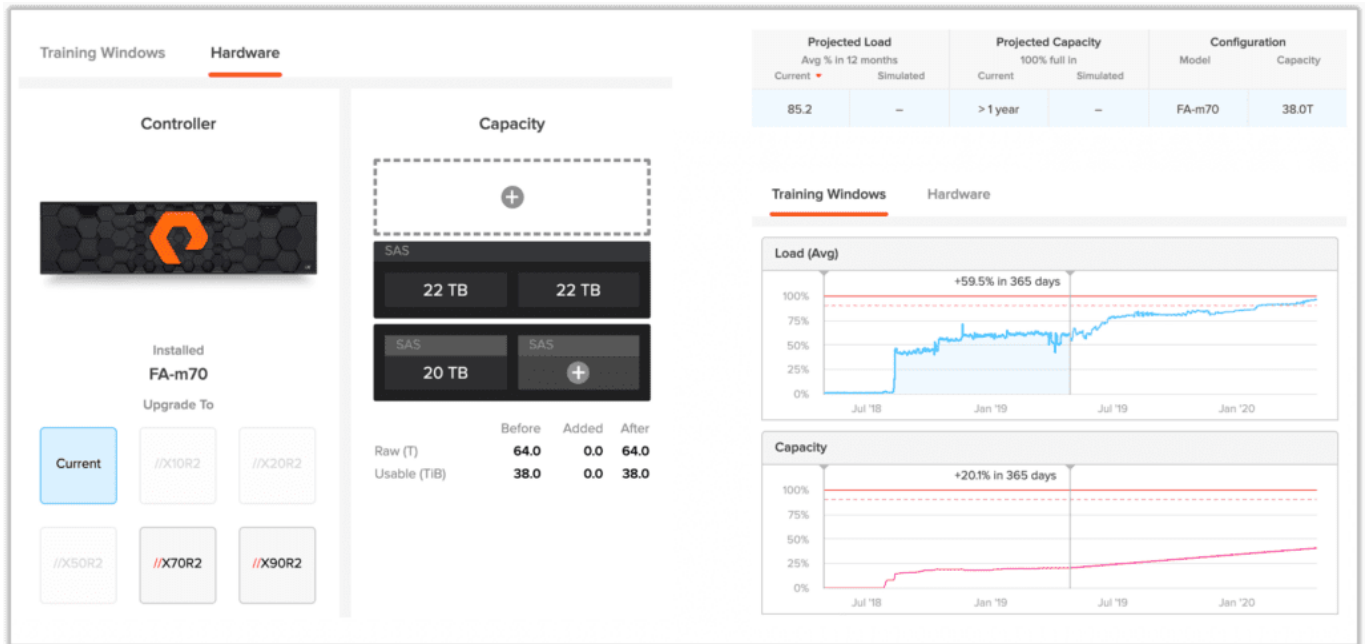 Training Windows Hardware
Controller
Installed
FA-m70
Upgrade To
Current //X10R2 //X20R2
//X50R2 //X70R2 //X90R2
Capacity
SAS
22 TB 22 TB
SAS SAS
20 TB
Before Added After
Raw (T) 64.0 0.0 64.0
Usable (TiB) 38.0 0.0 38.0
Projected Load Projected Capacity Configuration
Avg % in 12 months 100% full in Model Capacity
Current Simulated Current Simulated
85.2 – > 1 year – FA-m70 38.0T
Training Windows Hardware
Load (Avg)
+59.5% in 365 days
100%
75%
50%
25%
0%
Jul '18 Jan '19 Jul '19 Jan '20
Capacity
+20.1% in 365 days
100%
75%
50%
25%
0%
Jul '18 Jan '19 Jul '19 Jan '20